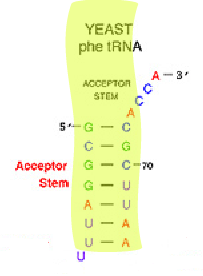 YEAST
phe tRNA
ACCEPTOR
STEM
A — 3'
C
C
A
5' — G — C
C — G
G — C — 70
G — U
A — U
U — A
U — A
U
Acceptor
Stem